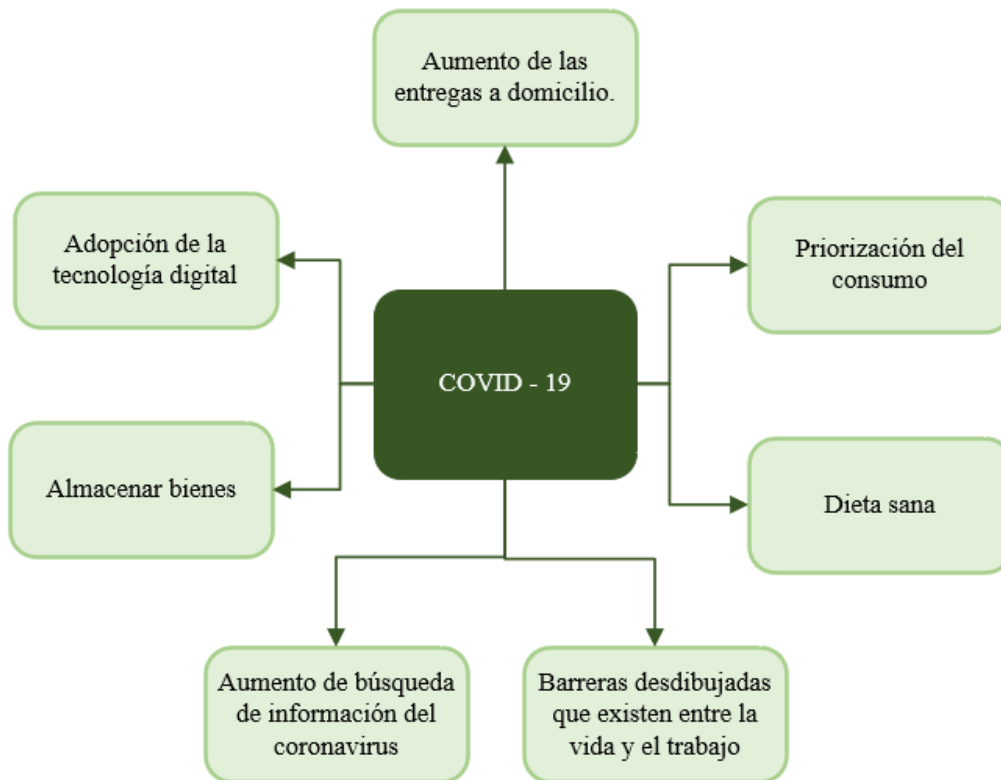 Aumento de las
entregas a domicilio.
Adopción de la
tecnología digital
Priorización del
consumo
COVID - 19
Almacenar bienes
Dieta sana
Aumento de búsqueda
de información del
coronavirus
Barreras desdibujadas
que existen entre la
vida y el trabajo